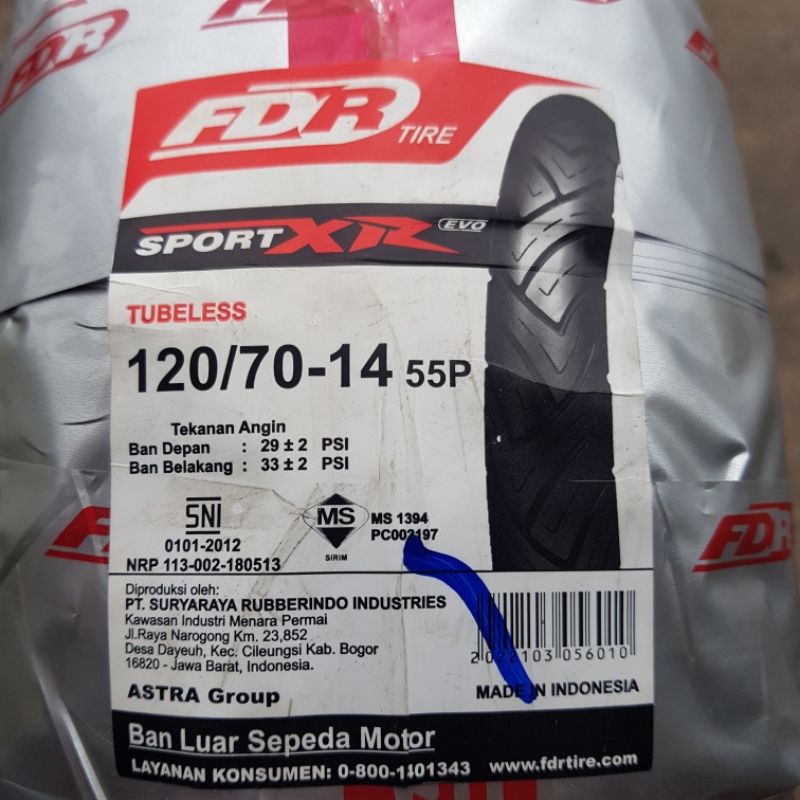 FDR
FDR TIRE
SPORT XR EVO
TUBELESS
120/70-14 55P
Tekanan Angin
Ban Depan : 29 ± 2 PSI
Ban Belakang : 33 ± 2 PSI
SNI
0101-2012
NRP 113-002-180513
MS
SIRIM
MS 1394
PC003197
Diproduksi oleh:
PT. SURYARAYA RUBBERINDO INDUSTRIES
Kawasan Industri Menara Permai
Jl.Raya Narogong Km. 23,852
Desa Dayeuh, Kec. Cileungsi Kab. Bogor
16820 - Jawa Barat, Indonesia.
ASTRA Group
2022103056010
MADE IN INDONESIA
Ban Luar Sepeda Motor
LAYANAN KONSUMEN: 0-800-1101343 www.fdrtire.com
FDR
FDR